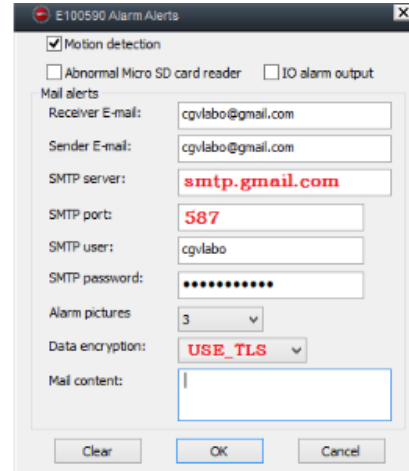 E100590 Alarm Alerts
Motion detection
Abnormal Micro SD card reader IO alarm output
Mail alerts
Receiver E-mail: cgvlabo@gmail.com
Sender E-mail: cgvlabo@gmail.com
SMTP server: smtp.gmail.com
SMTP port: 587
SMTP user: cgvlabo
SMTP password: •••••••••••
Alarm pictures 3
Data encryption: USE_TLS
Mail content:
Clear OK Cancel